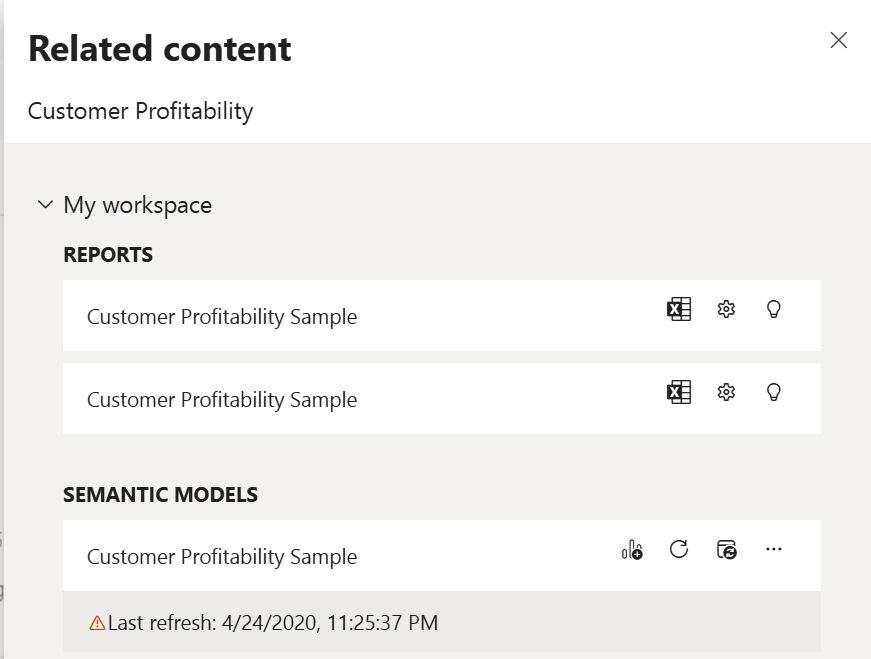 Related content
Customer Profitability
My workspace
REPORTS
Customer Profitability Sample
Customer Profitability Sample
SEMANTIC MODELS
Customer Profitability Sample
Last refresh: 4/24/2020, 11:25:37 PM